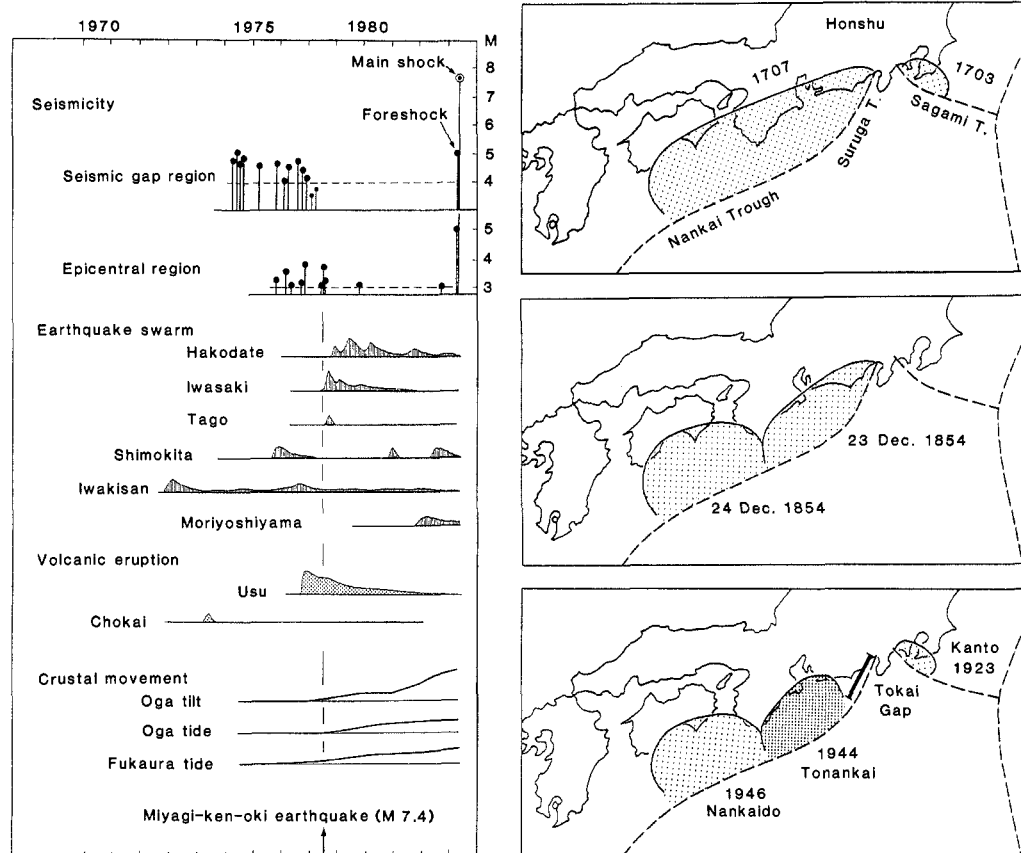 1970 1975 1980
M
8
Main shock
7
Seismicity
6
Foreshock
5
Seismic gap region
4
5
Epicentral region
4
3
Earthquake swarm
Hakodate
Iwasaki
Tago
Shimokita
Iwakisan
Moriyoshiyama
Volcanic eruption
Usu
Chokai
Crustal movement
Oga tilt
Oga tide
Fukaura tide
Miyagi-ken-oki earthquake (M 7.4)
Honshu
1707
1703
Sagami T.
Suruga T.
Nankai Trough
23 Dec. 1854
24 Dec. 1854
Kanto
1923
Tokai
Gap
1944
Tonankai
1946
Nankaido